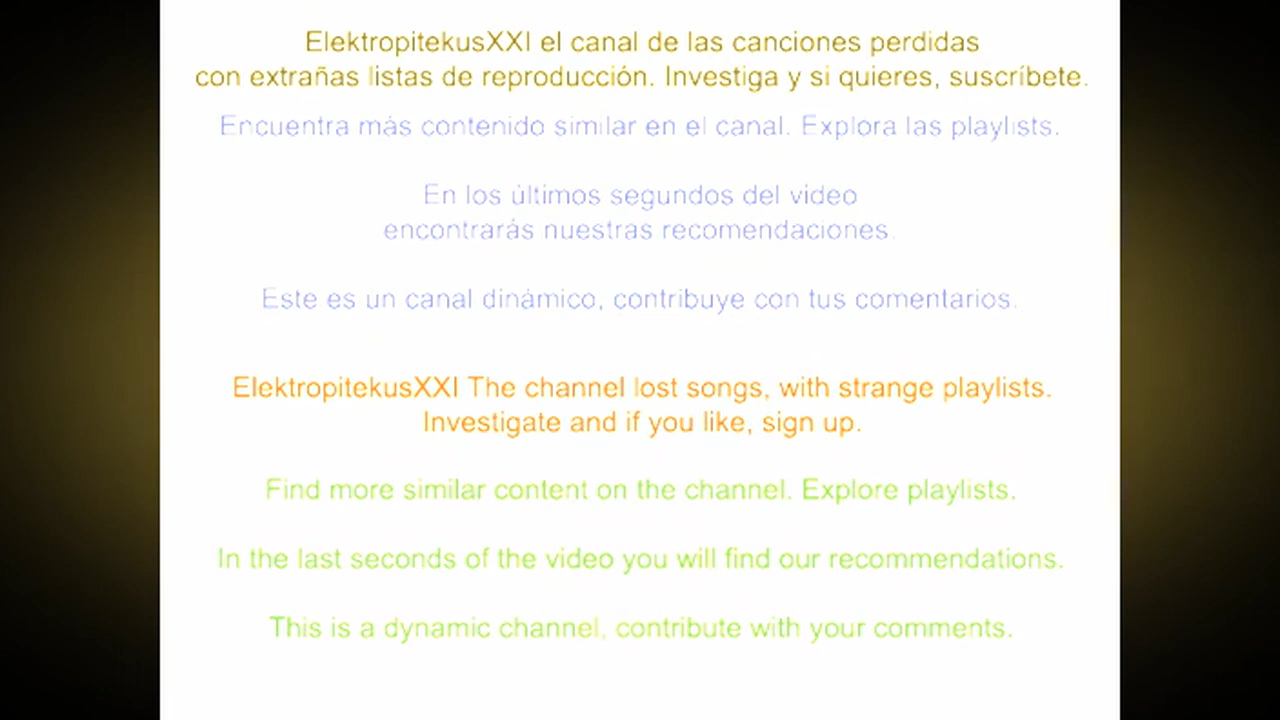 ElektropitekusXXI el canal de las canciones perdidas
con extrañas listas de reproducción. Investiga y si quieres, suscríbete.
Encuentra más contenido similar en el canal. Explora las playlists.
En los últimos segundos del video
encontrarás nuestras recomendaciones.
Este es un canal dinámico, contribuye con tus comentarios.
ElektropitekusXXI The channel lost songs, with strange playlists.
Investigate and if you like, sign up.
Find more similar content on the channel. Explore playlists.
In the last seconds of the video you will find our recommendations.
This is a dynamic channel, contribute with your comments.